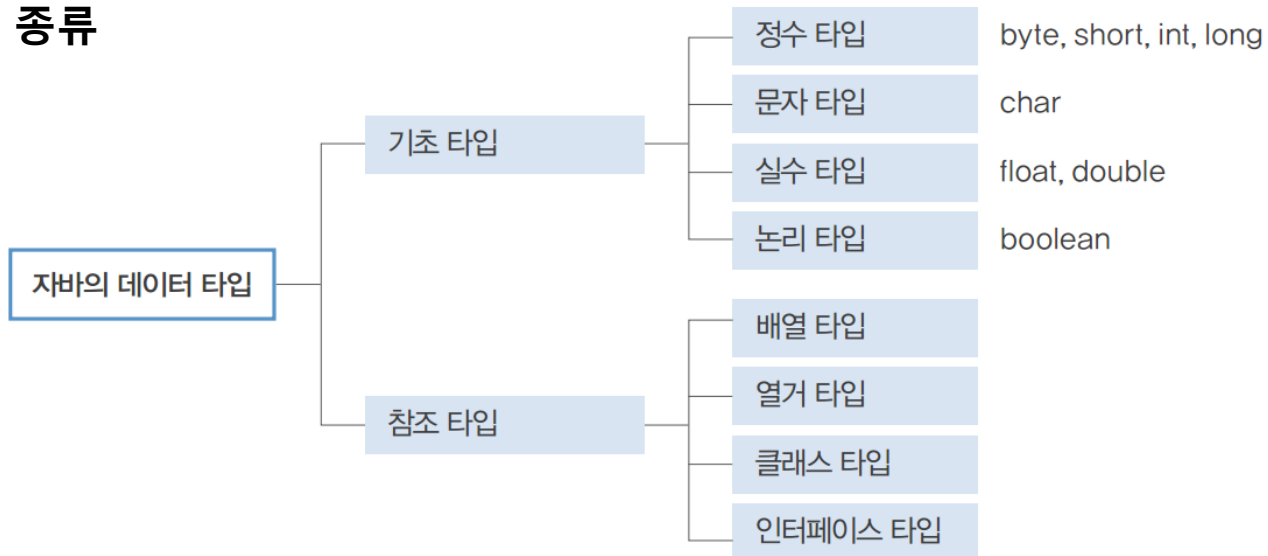 종류
정수 타입 byte, short, int, long
문자 타입 char
기초 타입
실수 타입 float, double
논리 타입 boolean
자바의 데이터 타입
배열 타입
열거 타입
참조 타입
클래스 타입
인터페이스 타입